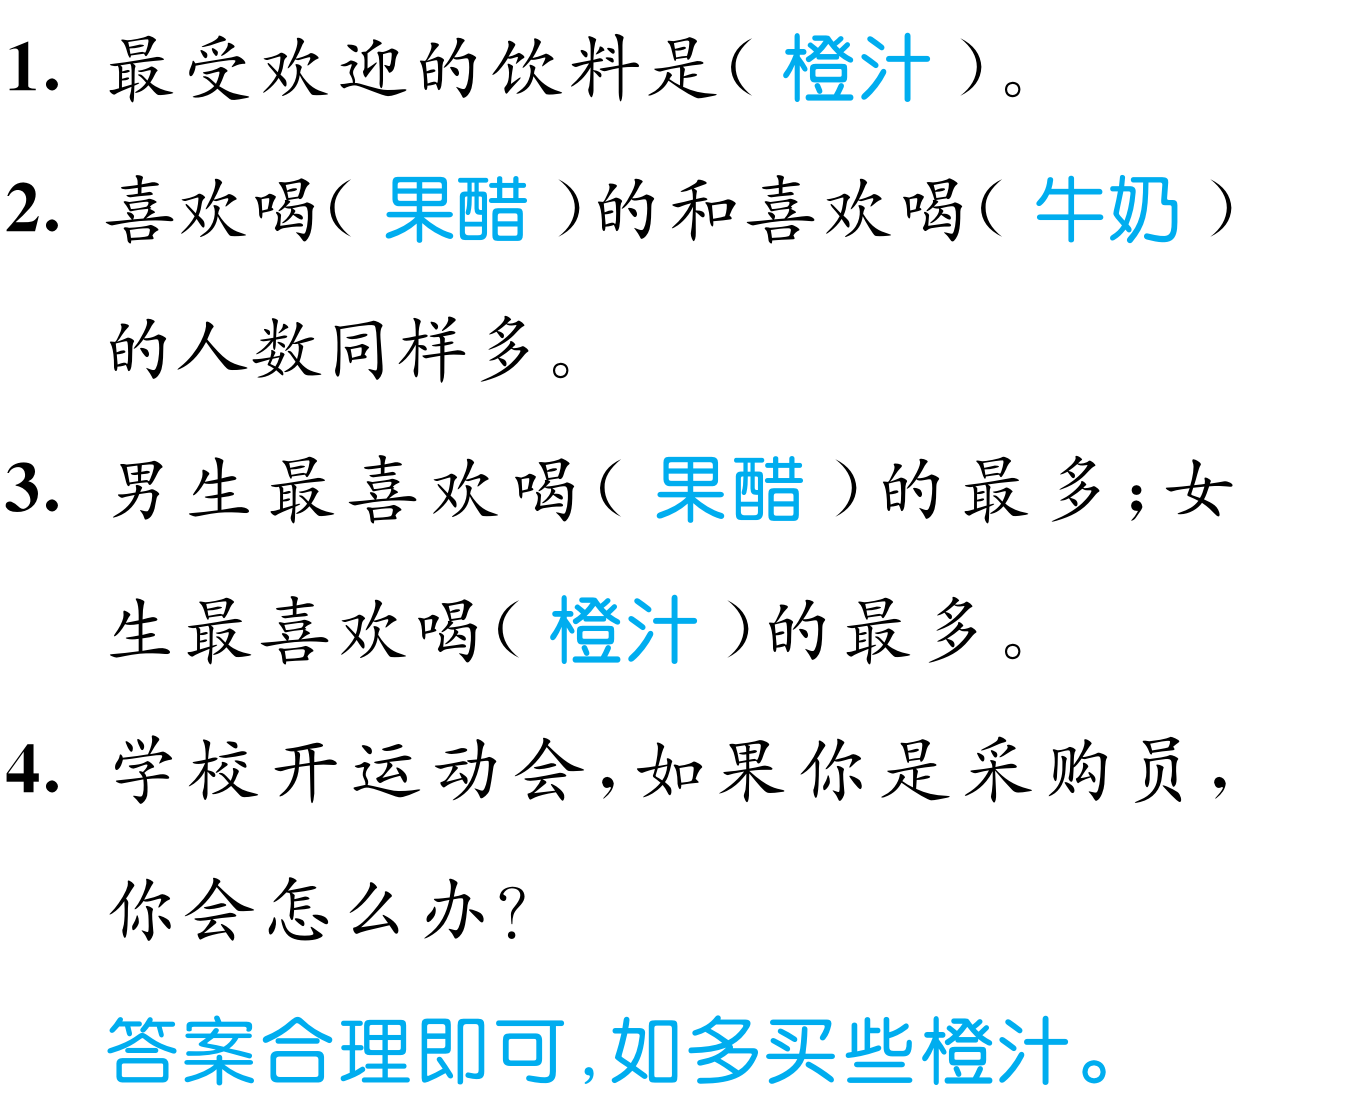 1. 最受欢迎的饮料是( 橙汁 )。
2. 喜欢喝( 果醋 )的和喜欢喝( 牛奶 )
的人数同样多。
3. 男生最喜欢喝( 果醋 )的最多;女
生最喜欢喝( 橙汁 )的最多。
4. 学校开运动会,如果你是采购员,
你会怎么办?
答案合理即可,如多买些橙汁。